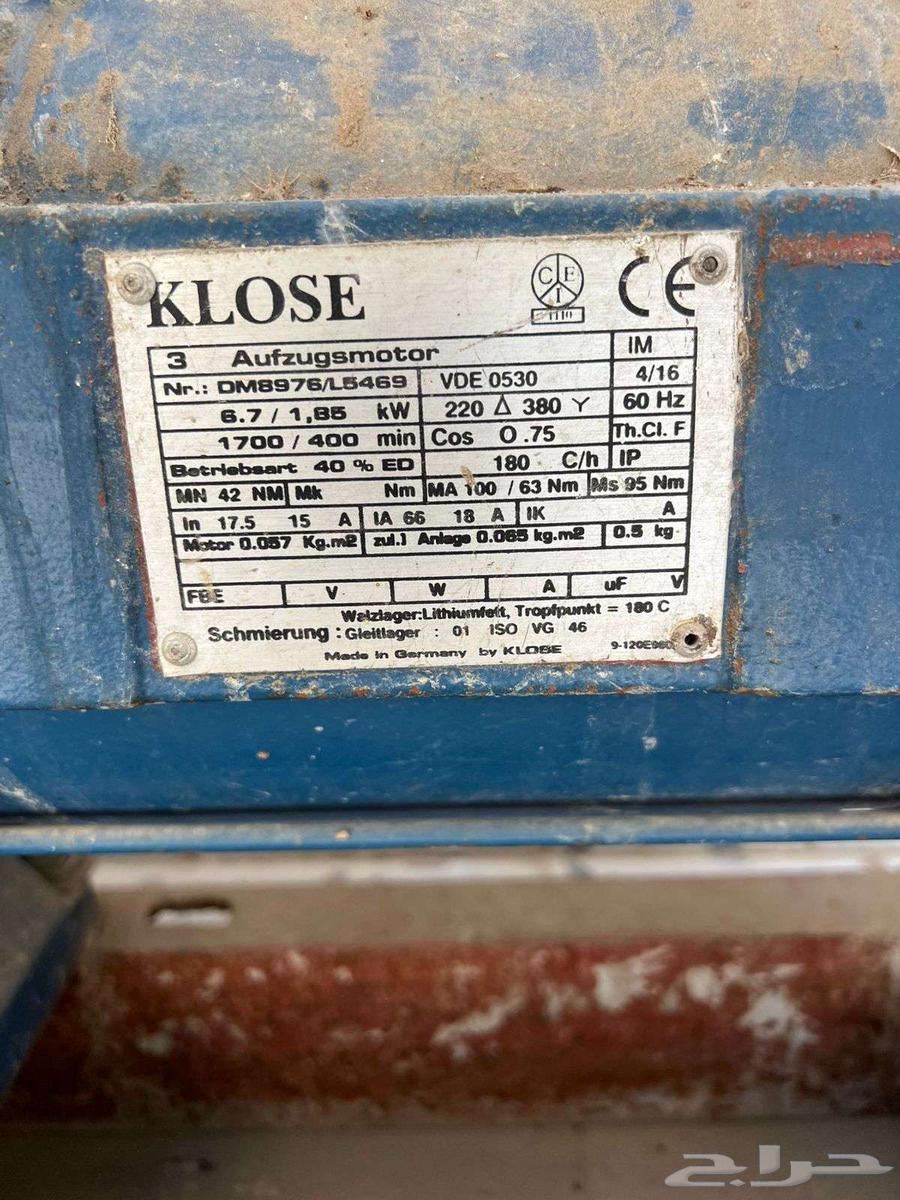 KLOSE
C E I
1110
CE
3 Aufzugsmotor IM
Nr.: DM8976/L5469 VDE 0530 4/16
6.7 / 1,85 kW 220 Δ 380 Y 60 Hz
1700 / 400 min Cos 0.75 Th.Cl. F
Betriebsart 40 % ED 180 C/h IP
MN 42 NM Mk Nm MA 100 / 63 Nm Ms 95 Nm
In 17.5 15 A IA 66 18 A IK A
Motor 0.057 Kg.m2 zul.) Anlage 0.065 kg.m2 0.5 kg
FBE V W A uF V
Walzlager:Lithiumfett, Tropfpunkt = 180 C
Schmierung : Gleitlager : 01 ISO VG 46
Made in Germany by KLOSE
حراج